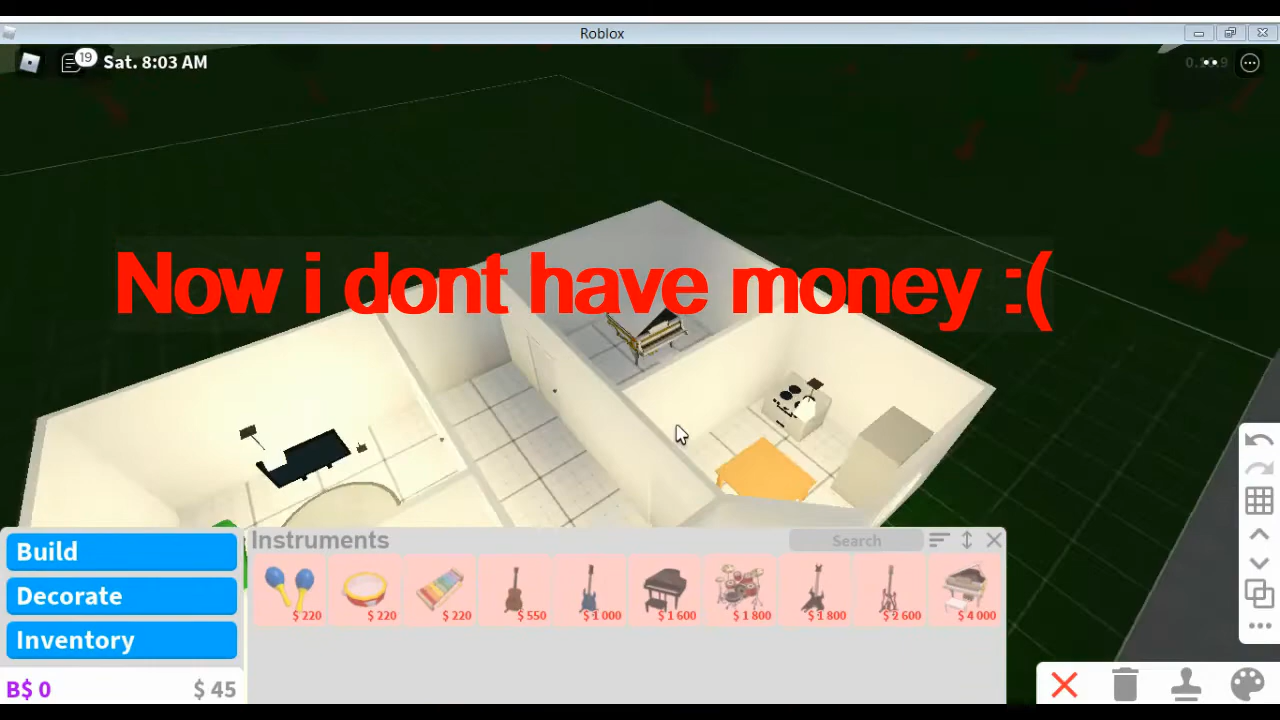 Roblox
19
Sat. 8:03 AM
Now i dont have money :(
Build
Decorate
Inventory
B$ 0
$ 45
Instruments
Search
$ 220
$ 220
$ 220
$ 550
$ 1 000
$ 1 600
$ 1 800
$ 1 800
$ 2 600
$ 4 000